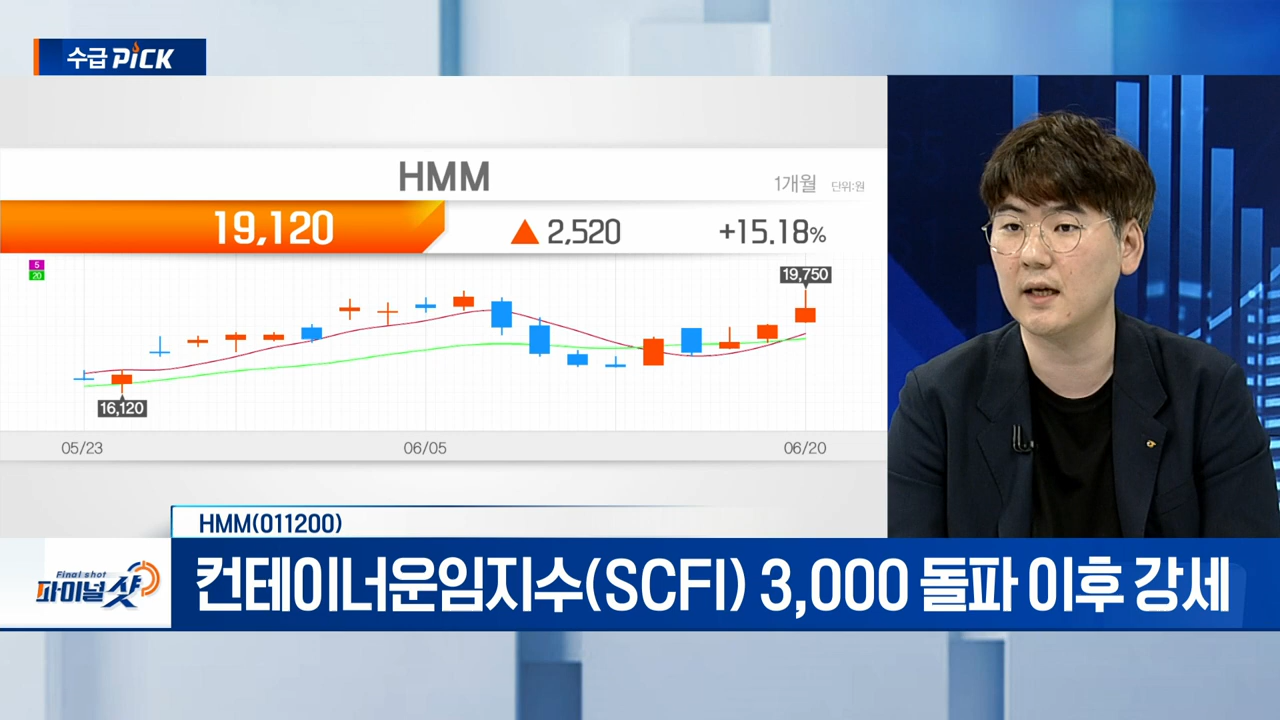 수급 PiCK
HMM
1개월 단위:원
19,120 ▲ 2,520 +15.18%
5
20
19,750
16,120
05/23 06/05 06/20
HMM(011200)
Final shot
파이널샷
컨테이너운임지수(SCFI) 3,000 돌파 이후 강세